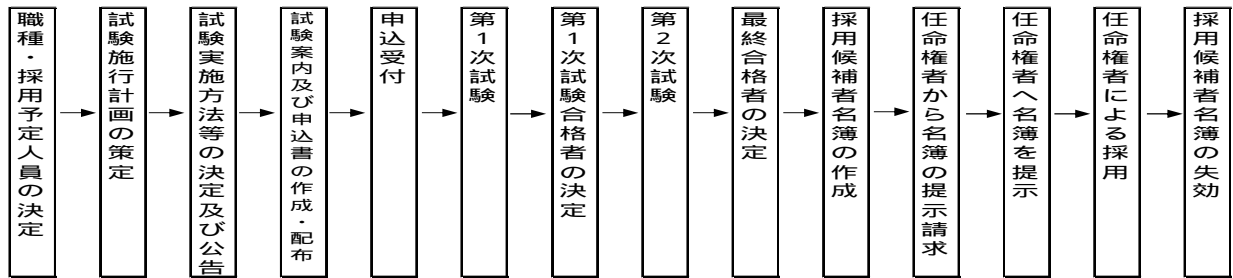 職種・採用予定人員の決定
試験施行計画の策定
試験実施方法等の決定及び公告
試験案内及び申込書の作成・配布
申込受付
第1次試験
第1次試験合格者の決定
第2次試験
最終合格者の決定
採用候補者名簿の作成
任命権者から名簿の提示請求
任命権者へ名簿を提示
任命権者による採用
採用候補者名簿の失効